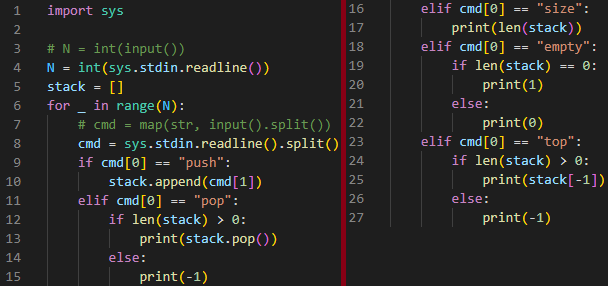 1 import sys
2
3 # N = int(input())
4 N = int(sys.stdin.readline())
5 stack = []
6 for _ in range(N):
7     # cmd = map(str, input().split())
8     cmd = sys.stdin.readline().split()
9     if cmd[0] == "push":
10         stack.append(cmd[1])
11     elif cmd[0] == "pop":
12         if len(stack) > 0:
13             print(stack.pop())
14         else:
15             print(-1)
16     elif cmd[0] == "size":
17         print(len(stack))
18     elif cmd[0] == "empty":
19         if len(stack) == 0:
20             print(1)
21         else:
22             print(0)
23     elif cmd[0] == "top":
24         if len(stack) > 0:
25             print(stack[-1])
26         else:
27             print(-1)